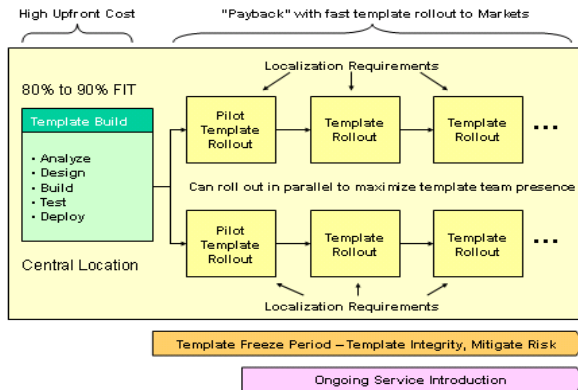 High Upfront Cost
"Payback" with fast template rollout to Markets
Localization Requirements
80% to 90% FIT
Template Build
• Analyze
• Design
• Build
• Test
• Deploy
Central Location
Pilot
Template
Rollout
Template
Rollout
Template
Rollout
...
Can roll out in parallel to maximize template team presence
Pilot
Template
Rollout
Template
Rollout
Template
Rollout
...
Localization Requirements
Template Freeze Period – Template Integrity, Mitigate Risk
Ongoing Service Introduction